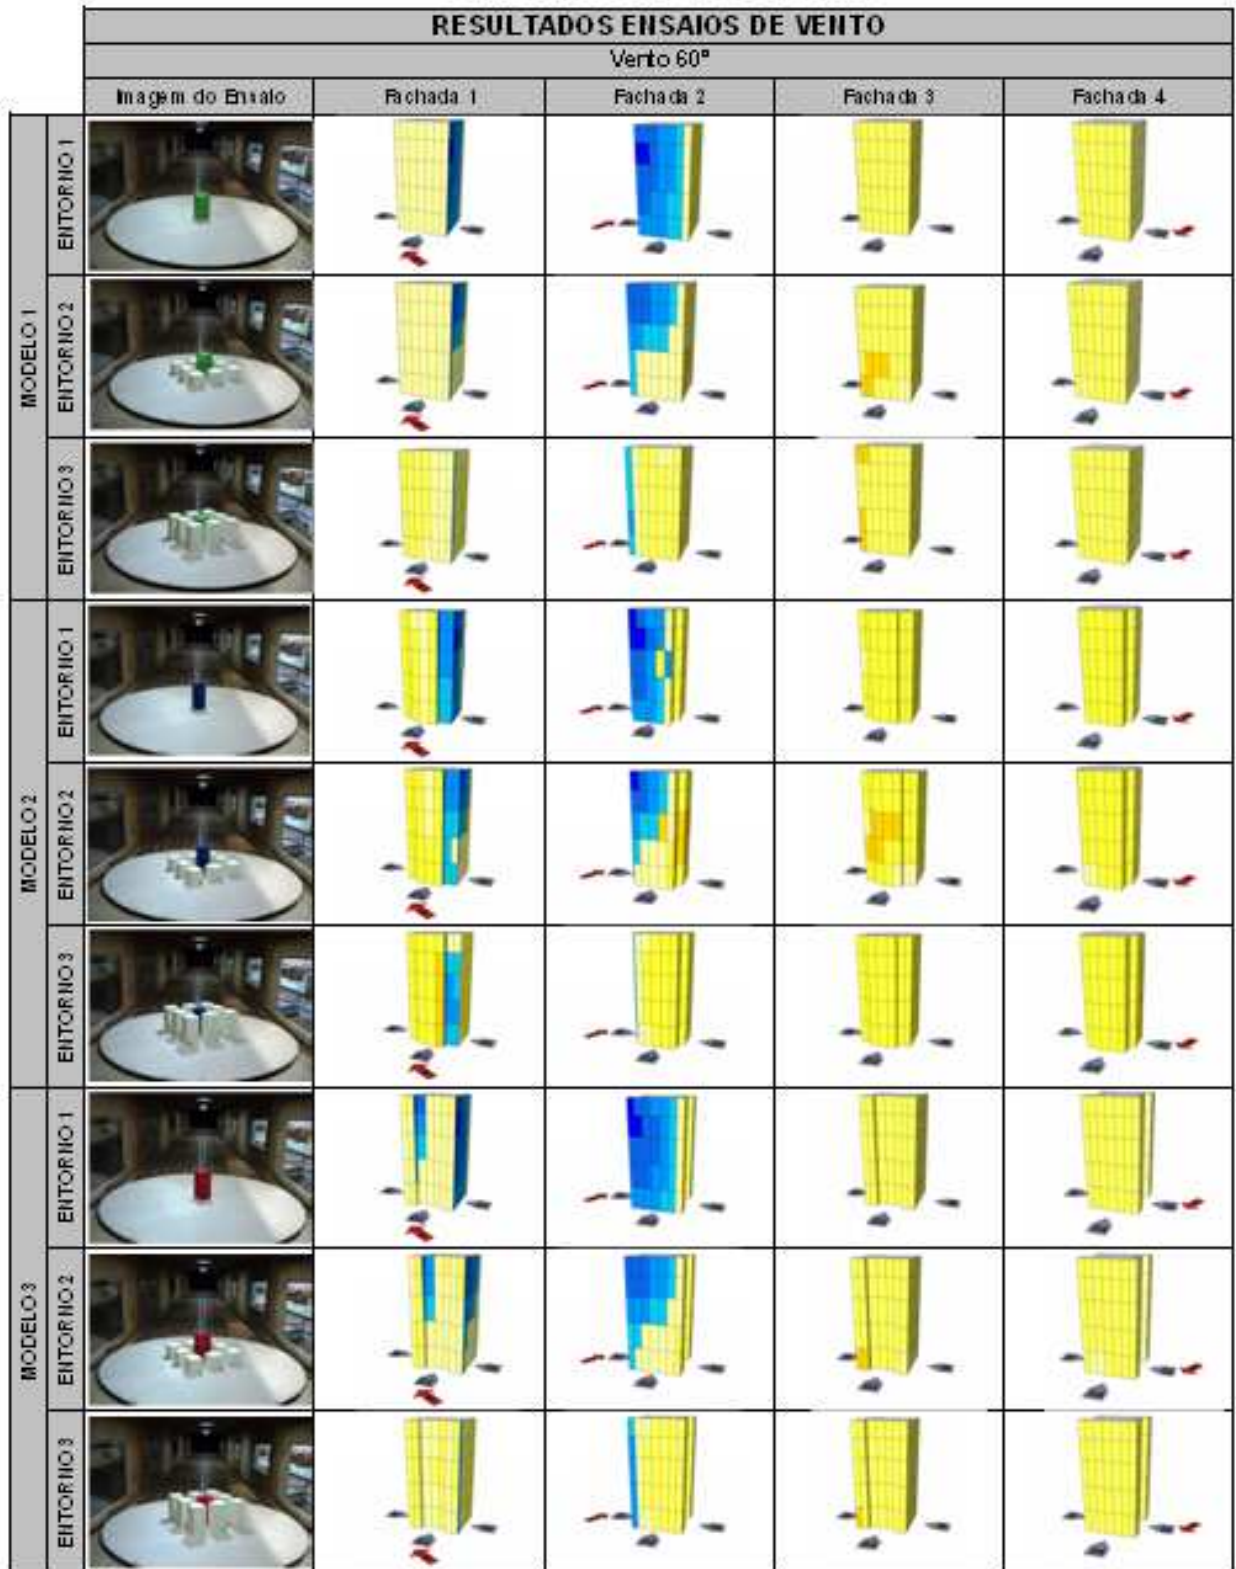 RESULTADOS ENSAIOS DE VENTO
Vento 60°
Imagem do Ensaio Fachada 1 Fachada 2 Fachada 3 Fachada 4
MODELO 1
ENTORNO 1
ENTORNO 2
ENTORNO 3
MODELO 2
ENTORNO 1
ENTORNO 2
ENTORNO 3
MODELO 3
ENTORNO 1
ENTORNO 2
ENTORNO 3